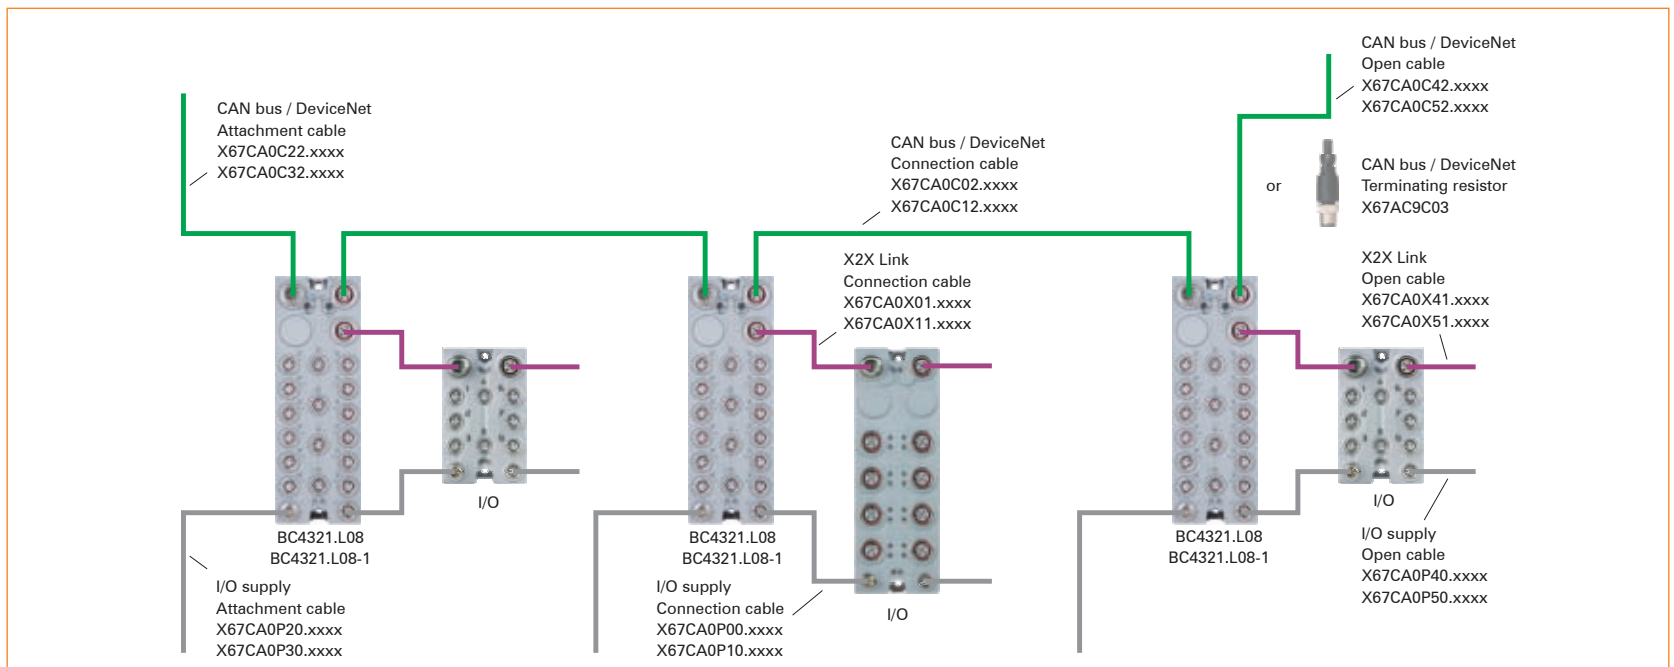 CAN bus / DeviceNet
Attachment cable
X67CA0C22.xxxx
X67CA0C32.xxxx
CAN bus / DeviceNet
Connection cable
X67CA0C02.xxxx
X67CA0C12.xxxx
CAN bus / DeviceNet
Open cable
X67CA0C42.xxxx
X67CA0C52.xxxx
or
CAN bus / DeviceNet
Terminating resistor
X67AC9C03
X2X Link
Connection cable
X67CA0X01.xxxx
X67CA0X11.xxxx
X2X Link
Open cable
X67CA0X41.xxxx
X67CA0X51.xxxx
I/O
BC4321.L08
BC4321.L08-1
I/O supply
Attachment cable
X67CA0P20.xxxx
X67CA0P30.xxxx
BC4321.L08
BC4321.L08-1
I/O supply
Connection cable
X67CA0P00.xxxx
X67CA0P10.xxxx
I/O
BC4321.L08
BC4321.L08-1
I/O
I/O supply
Open cable
X67CA0P40.xxxx
X67CA0P50.xxxx